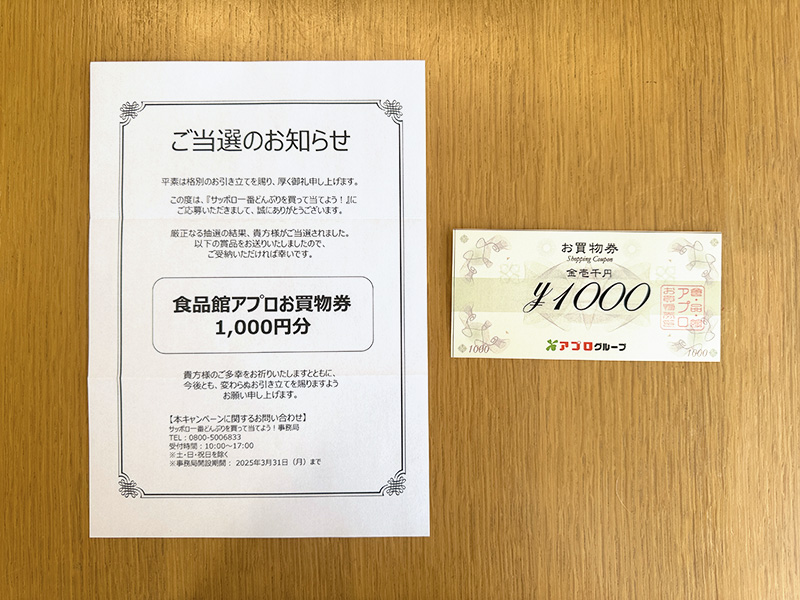 ご当選のお知らせ
平素は格別のお引き立てを賜り、厚く御礼申し上げます。
この度は、『サッポロ一番どんぶりを買って当てよう！』に
ご応募いただきまして、誠にありがとうございます。
厳正なる抽選の結果、貴方様がご当選されました。
以下の賞品をお送りいたしましたので、
ご受納いただければ幸いです。
食品館アプロお買物券
1,000円分
貴方様のご多幸をお祈りいたしますとともに、
今後とも、変わらぬお引き立てを賜りますよう
お願い申し上げます。
【本キャンペーンに関するお問い合わせ】
サッポロ一番どんぶりを買って当てよう！事務局
TEL：0800-5006833
受付時間：10:00～17:00
※土・日・祝日を除く
※事務局開設期間： 2025年3月31日（月）まで
お買物券
Shopping Coupon
金壱千円
¥1000
食・品・館
アプロ
お買物券
アプログループ
1000
1000